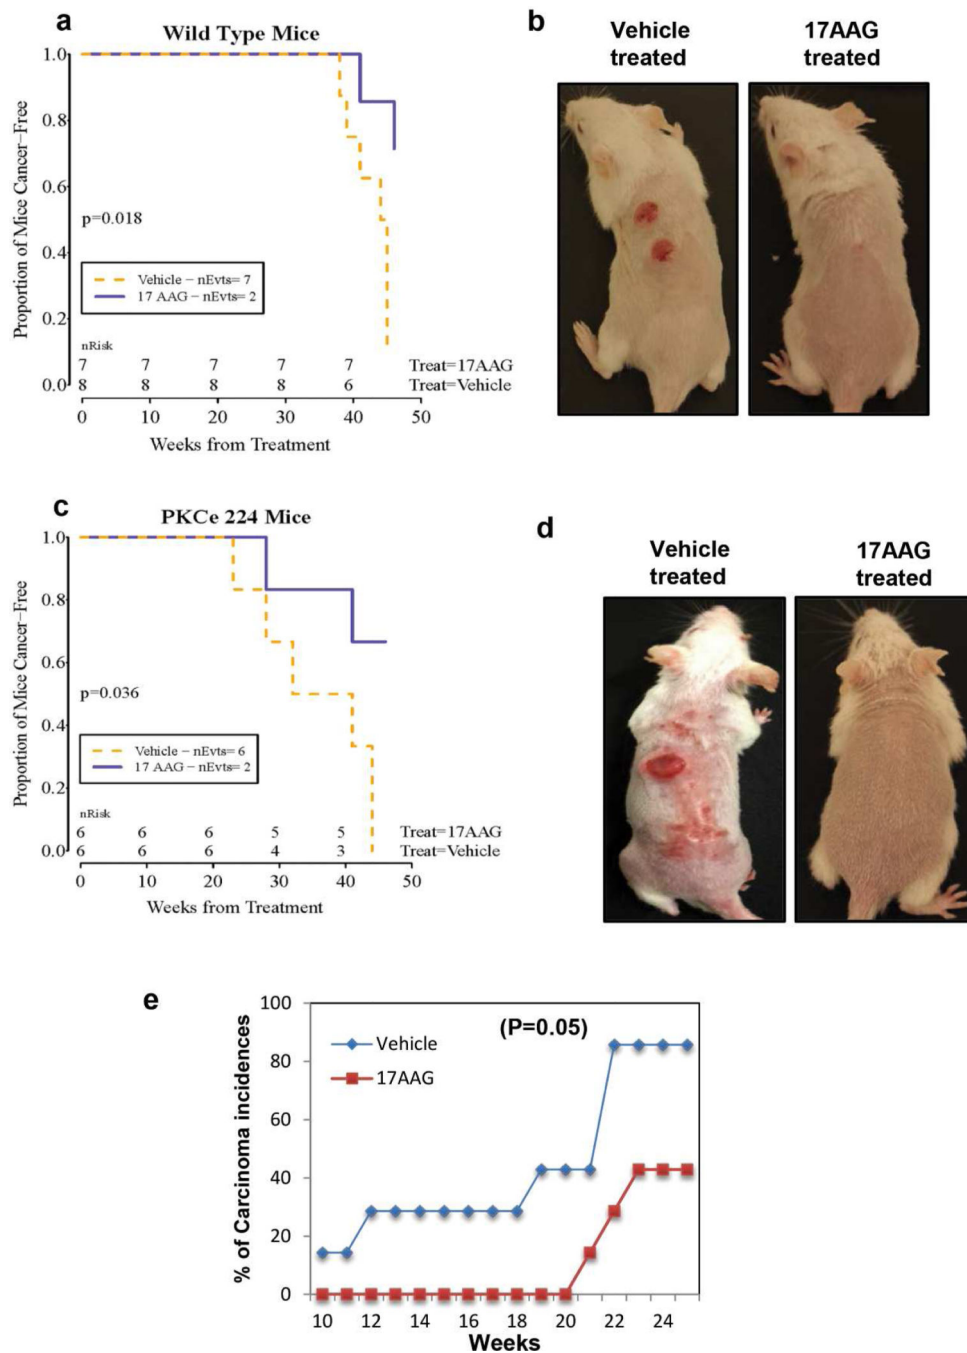 a
Wild Type Mice
Proportion of Mice Cancer−Free
1.0
0.8
0.6
0.4
0.2
0.0
p=0.018
Vehicle − nEvts= 7
17 AAG − nEvts= 2
nRisk
7 7 7 7 7 Treat=17AAG
8 8 8 8 6 Treat=Vehicle
0 10 20 30 40 50
Weeks from Treatment
b
Vehicle treated
17AAG treated
c
PKCe 224 Mice
Proportion of Mice Cancer−Free
1.0
0.8
0.6
0.4
0.2
0.0
p=0.036
Vehicle − nEvts= 6
17 AAG − nEvts= 2
nRisk
6 6 6 5 5 Treat=17AAG
6 6 6 4 3 Treat=Vehicle
0 10 20 30 40 50
Weeks from Treatment
d
Vehicle treated
17AAG treated
e
% of Carcinoma incidences
100
80
60
40
20
0
(P=0.05)
Vehicle
17AAG
10 12 14 16 18 20 22 24
Weeks